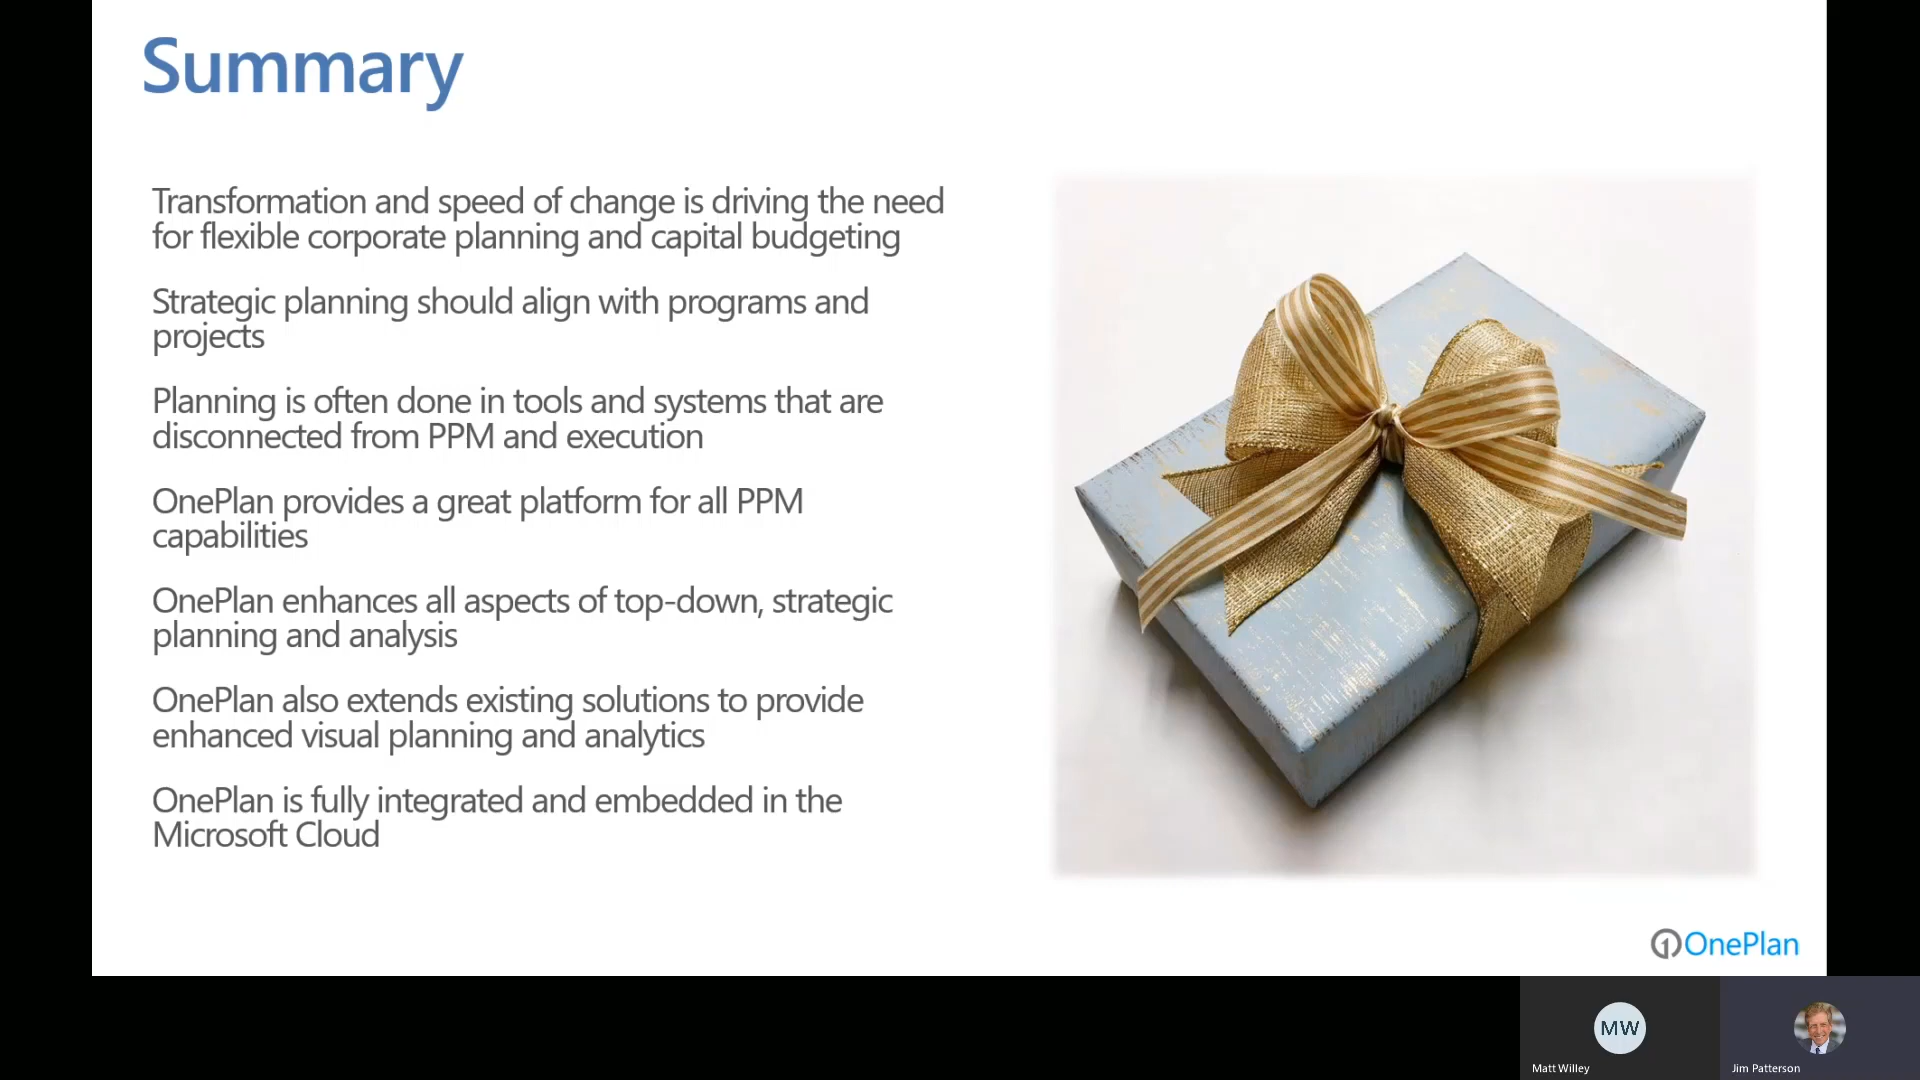 Summary
Transformation and speed of change is driving the need
for flexible corporate planning and capital budgeting
Strategic planning should align with programs and
projects
Planning is often done in tools and systems that are
disconnected from PPM and execution
OnePlan provides a great platform for all PPM
capabilities
OnePlan enhances all aspects of top-down, strategic
planning and analysis
OnePlan also extends existing solutions to provide
enhanced visual planning and analytics
OnePlan is fully integrated and embedded in the
Microsoft Cloud
1 OnePlan
MW
Matt Willey
Jim Patterson